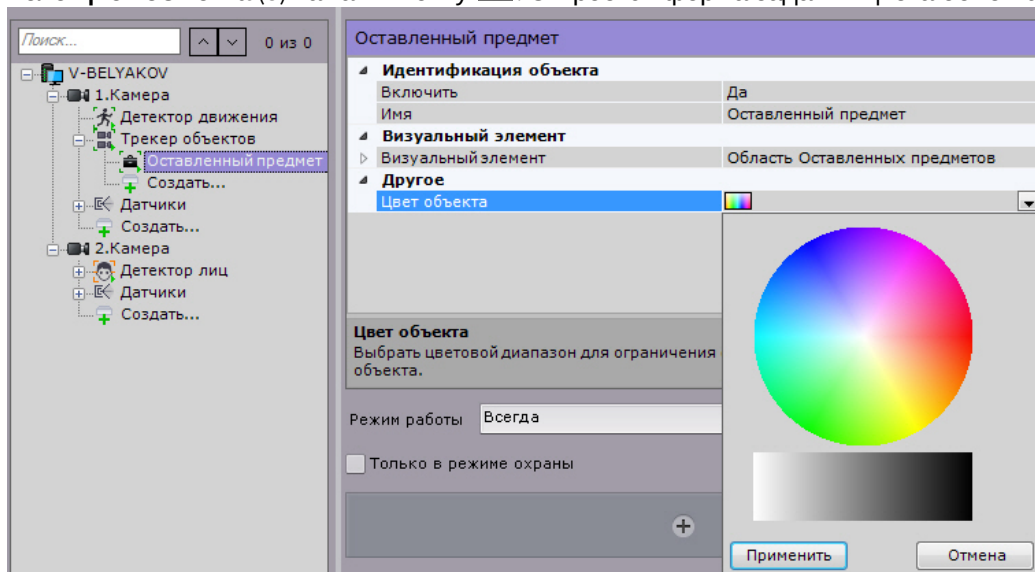 Поиск...
0 из 0
V-BELYAKOV
1.Камера
Детектор движения
Трекер объектов
Оставленный предмет
Создать...
Датчики
Создать...
2.Камера
Детектор лиц
Датчики
Создать...
Оставленный предмет
Идентификация объекта
Включить Да
Имя Оставленный предмет
Визуальный элемент
Визуальный элемент Область Оставленных предметов
Другое
Цвет объекта
Цвет объекта
Выбрать цветовой диапазон для ограничения
объекта.
Режим работы Всегда
Только в режиме охраны
Применить Отмена